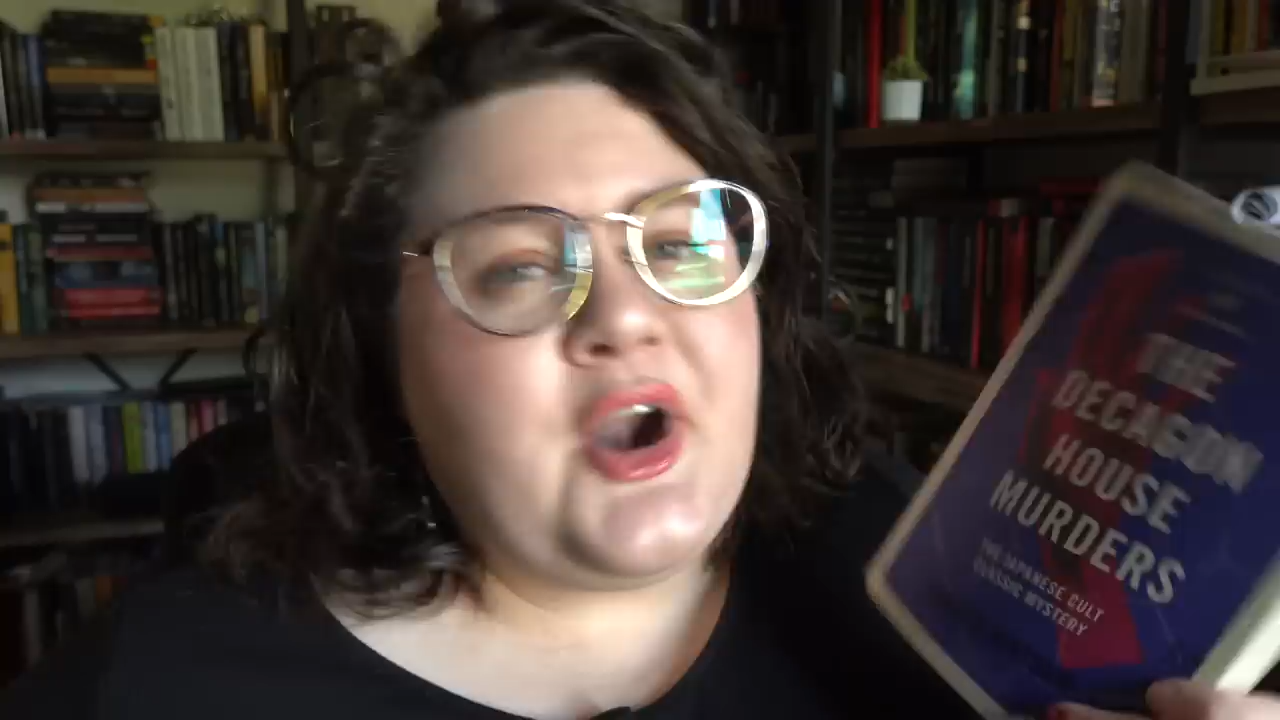 THE
DECAGON
HOUSE
MURDERS
THE JAPANESE CULT
CLASSIC MYSTERY